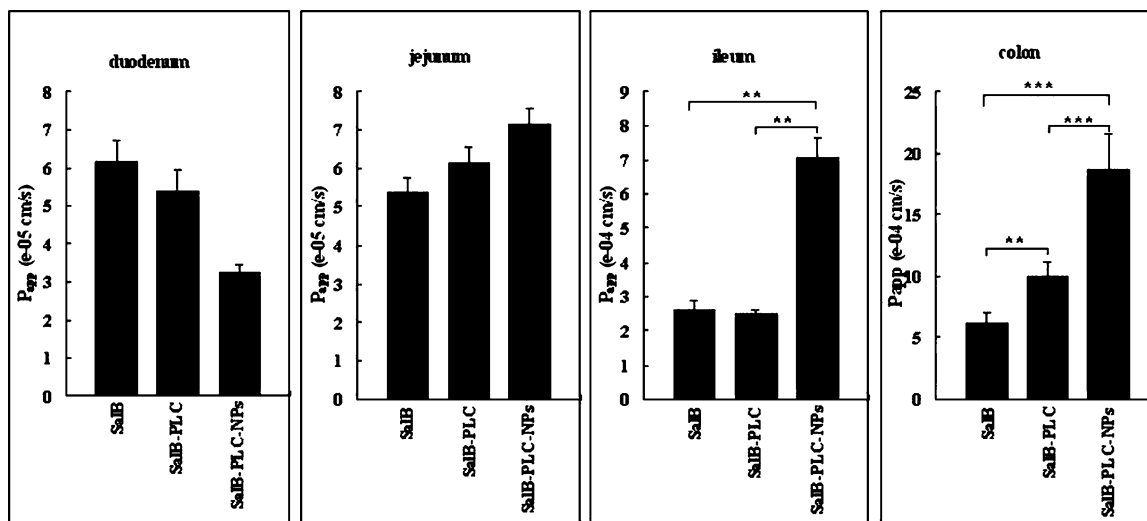 duodenum
P_app (e-05 cm/s)
8
7
6
5
4
3
2
1
0
SalB
SalB-PLC
SalB-PLC-NPs
jejunum
P_app (e-05 cm/s)
8
7
6
5
4
3
2
1
0
SalB
SalB-PLC
SalB-PLC-NPs
ileum
P_app (e-04 cm/s)
9
8
7
6
5
4
3
2
1
0
**
**
SalB
SalB-PLC
SalB-PLC-NPs
colon
Papp (e-04 cm/s)
25
20
15
10
5
0
***
***
**
SalB
SalB-PLC
SalB-PLC-NPs